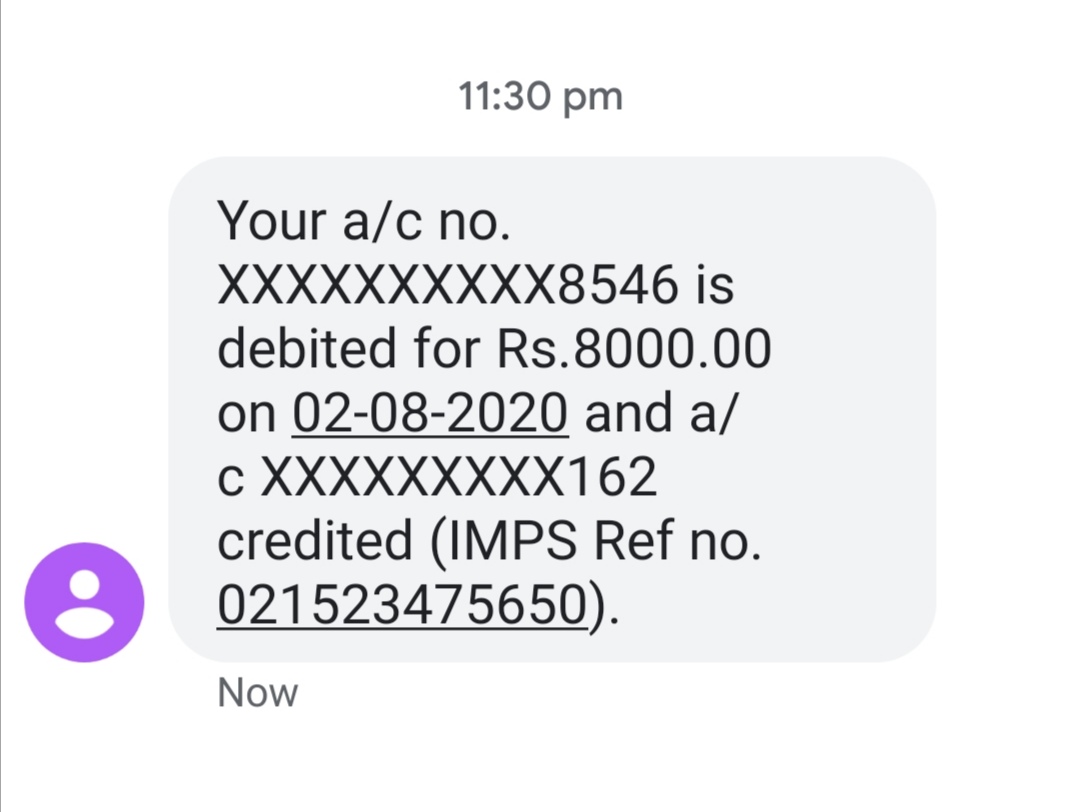 11:30 pm
Your a/c no.
XXXXXXXXXX8546 is
debited for Rs.8000.00
on 02-08-2020 and a/
c XXXXXXXXX162
credited (IMPS Ref no.
021523475650).
Now